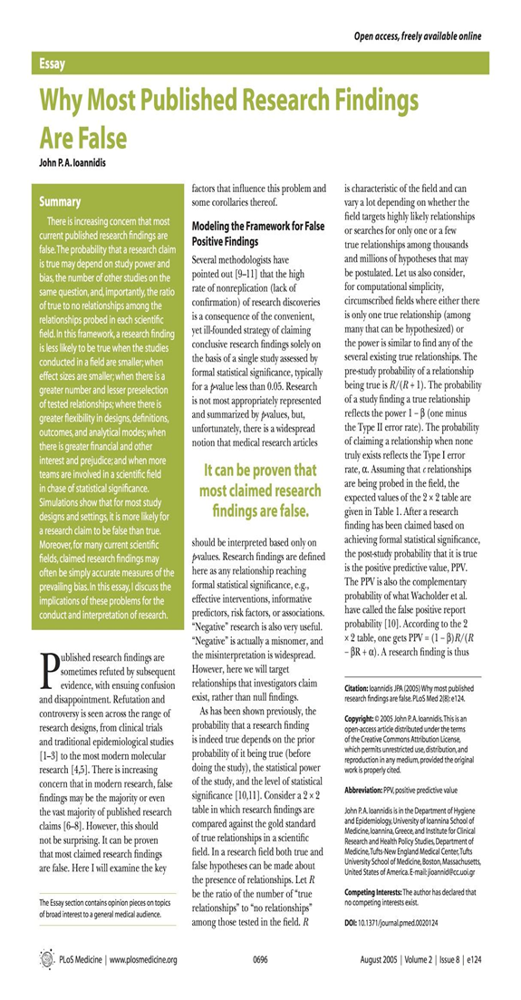 Open access, freely available online
Essay
Why Most Published Research Findings
Are False
John P. A. Ioannidis
Summary
There is increasing concern that most
current published research findings are
false. The probability that a research claim
is true may depend on study power and
bias, the number of other studies on the
same question, and, importantly, the ratio
of true to no relationships among the
relationships probed in each scientific
field. In this framework, a research finding
is less likely to be true when the studies
conducted in a field are smaller; when
effect sizes are smaller; when there is a
greater number and lesser preselection
of tested relationships; where there is
greater flexibility in designs, definitions,
outcomes, and analytical modes; when
there is greater financial and other
interest and prejudice; and when more
teams are involved in a scientific field
in chase of statistical significance.
Simulations show that for most study
designs and settings, it is more likely for
a research claim to be false than true.
Moreover, for many current scientific
fields, claimed research findings may
often be simply accurate measures of the
prevailing bias. In this essay, I discuss the
implications of these problems for the
conduct and interpretation of research.
Published research findings are
sometimes refuted by subsequent
evidence, with ensuing confusion
and disappointment. Refutation and
controversy is seen across the range of
research designs, from clinical trials
and traditional epidemiological studies
[1–3] to the most modern molecular
research [4,5]. There is increasing
concern that in modern research, false
findings may be the majority or even
the vast majority of published research
claims [6–8]. However, this should
not be surprising. It can be proven
that most claimed research findings
are false. Here I will examine the key
The Essay section contains opinion pieces on topics
of broad interest to a general medical audience.
factors that influence this problem and
some corollaries thereof.
Modeling the Framework for False
Positive Findings
Several methodologists have
pointed out [9–11] that the high
rate of nonreplication (lack of
confirmation) of research discoveries
is a consequence of the convenient,
yet ill-founded strategy of claiming
conclusive research findings solely on
the basis of a single study assessed by
formal statistical significance, typically
for a p-value less than 0.05. Research
is not most appropriately represented
and summarized by p-values, but,
unfortunately, there is a widespread
notion that medical research articles
It can be proven that
most claimed research
findings are false.
should be interpreted based only on
p-values. Research findings are defined
here as any relationship reaching
formal statistical significance, e.g.,
effective interventions, informative
predictors, risk factors, or associations.
“Negative” research is also very useful.
“Negative” is actually a misnomer, and
the misinterpretation is widespread.
However, here we will target
relationships that investigators claim
exist, rather than null findings.
As has been shown previously, the
probability that a research finding
is indeed true depends on the prior
probability of it being true (before
doing the study), the statistical power
of the study, and the level of statistical
significance [10,11]. Consider a 2 × 2
table in which research findings are
compared against the gold standard
of true relationships in a scientific
field. In a research field both true and
false hypotheses can be made about
the presence of relationships. Let R
be the ratio of the number of “true
relationships” to “no relationships”
among those tested in the field. R
is characteristic of the field and can
vary a lot depending on whether the
field targets highly likely relationships
or searches for only one or a few
true relationships among thousands
and millions of hypotheses that may
be postulated. Let us also consider,
for computational simplicity,
circumscribed fields where either there
is only one true relationship (among
many that can be hypothesized) or
the power is similar to find any of the
several existing true relationships. The
pre-study probability of a relationship
being true is R/(R + 1). The probability
of a study finding a true relationship
reflects the power 1 − β (one minus
the Type II error rate). The probability
of claiming a relationship when none
truly exists reflects the Type I error
rate, α. Assuming that c relationships
are being probed in the field, the
expected values of the 2 × 2 table are
given in Table 1. After a research
finding has been claimed based on
achieving formal statistical significance,
the post-study probability that it is true
is the positive predictive value, PPV.
The PPV is also the complementary
probability of what Wacholder et al.
have called the false positive report
probability [10]. According to the 2
× 2 table, one gets PPV = (1 − β)R/(R
− βR + α). A research finding is thus
Citation: Ioannidis JPA (2005) Why most published
research findings are false. PLoS Med 2(8): e124.
Copyright: © 2005 John P. A. Ioannidis. This is an
open-access article distributed under the terms
of the Creative Commons Attribution License,
which permits unrestricted use, distribution, and
reproduction in any medium, provided the original
work is properly cited.
Abbreviation: PPV, positive predictive value
John P. A. Ioannidis is in the Department of Hygiene
and Epidemiology, University of Ioannina School of
Medicine, Ioannina, Greece, and Institute for Clinical
Research and Health Policy Studies, Department of
Medicine, Tufts-New England Medical Center, Tufts
University School of Medicine, Boston, Massachusetts,
United States of America. E-mail: jioannid@cc.uoi.gr
Competing Interests: The author has declared that
no competing interests exist.
DOI: 10.1371/journal.pmed.0020124
PLoS Medicine | www.plosmedicine.org
0696
August 2005 | Volume 2 | Issue 8 | e124